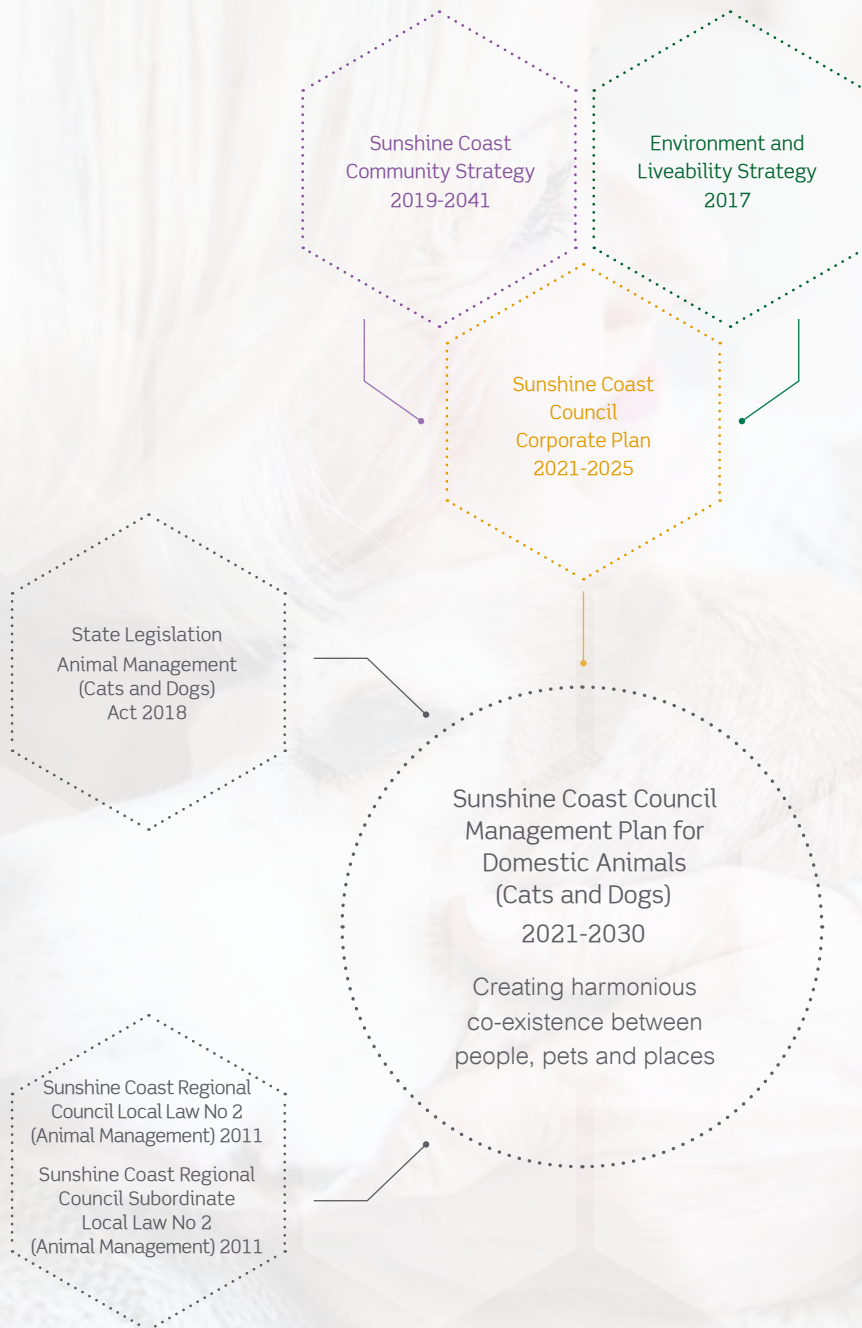 Sunshine Coast
Community Strategy
2019-2041
Environment and
Liveability Strategy
2017
Sunshine Coast
Council
Corporate Plan
2021-2025
State Legislation
Animal Management
(Cats and Dogs)
Act 2018
Sunshine Coast Council
Management Plan for
Domestic Animals
(Cats and Dogs)
2021-2030
Creating harmonious
co-existence between
people, pets and places
Sunshine Coast Regional
Council Local Law No 2
(Animal Management) 2011
Sunshine Coast Regional
Council Subordinate
Local Law No 2
(Animal Management) 2011